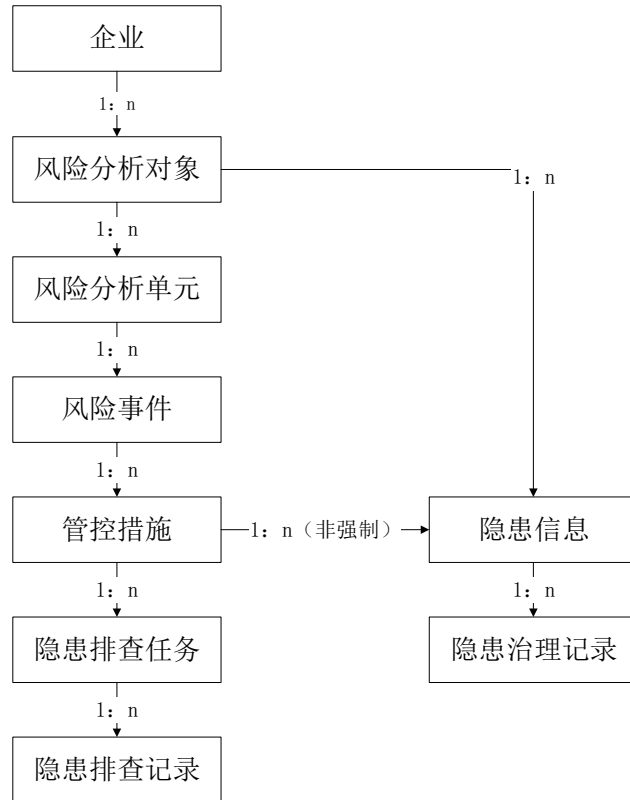 企业
1：n
风险分析对象
1：n
1：n
风险分析单元
1：n
风险事件
1：n
管控措施
1：n（非强制）
隐患信息
1：n
1：n
隐患排查任务
隐患治理记录
1：n
隐患排查记录